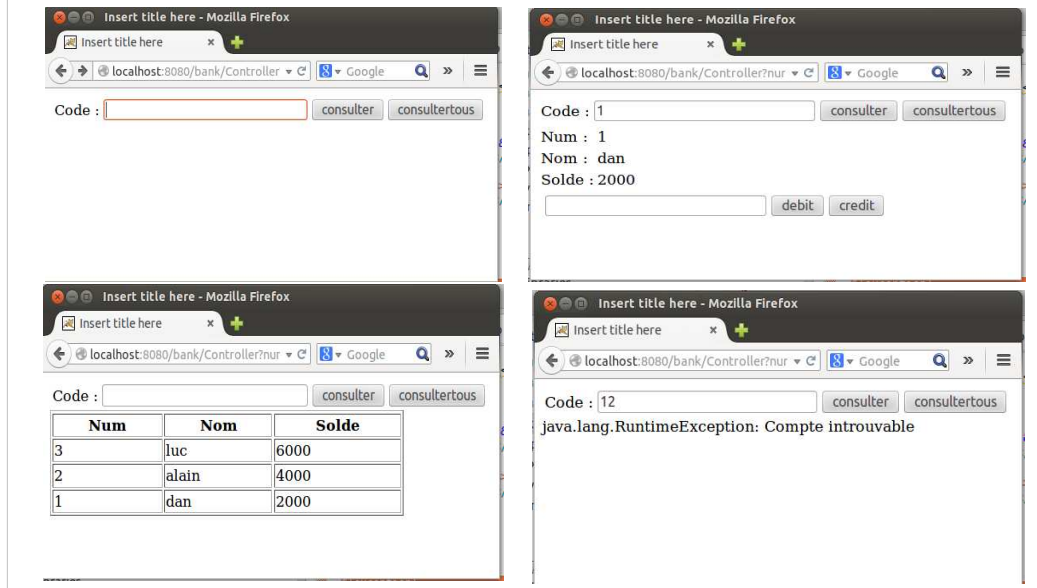 Insert title here - Mozilla Firefox
Insert title here
localhost:8080/bank/Controller
Google
Code :
consulter
consultertous
Insert title here - Mozilla Firefox
Insert title here
localhost:8080/bank/Controller?nur
Google
Code : 1
consulter
consultertous
Num : 1
Nom : dan
Solde : 2000
debit
credit
Insert title here - Mozilla Firefox
Insert title here
localhost:8080/bank/Controller?nur
Google
Code :
consulter
consultertous
Num Nom Solde
3 luc 6000
2 alain 4000
1 dan 2000
Insert title here - Mozilla Firefox
Insert title here
localhost:8080/bank/Controller?nur
Google
Code : 12
consulter
consultertous
java.lang.RuntimeException: Compte introuvable